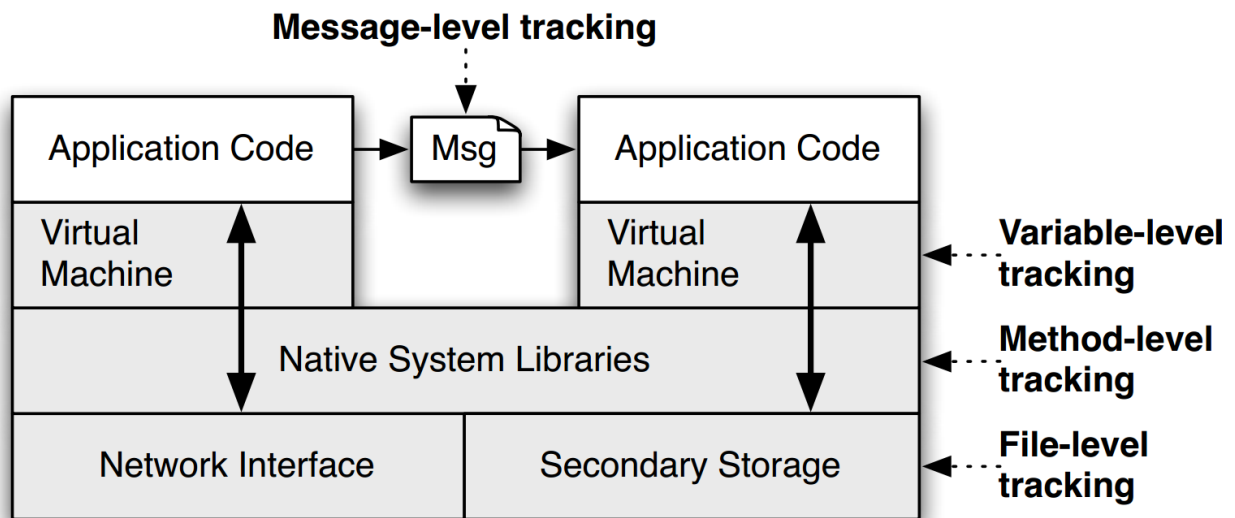 Message-level tracking
Application Code
Msg
Application Code
Virtual
Machine
Virtual
Machine
Variable-level
tracking
Native System Libraries
Method-level
tracking
Network Interface
Secondary Storage
File-level
tracking